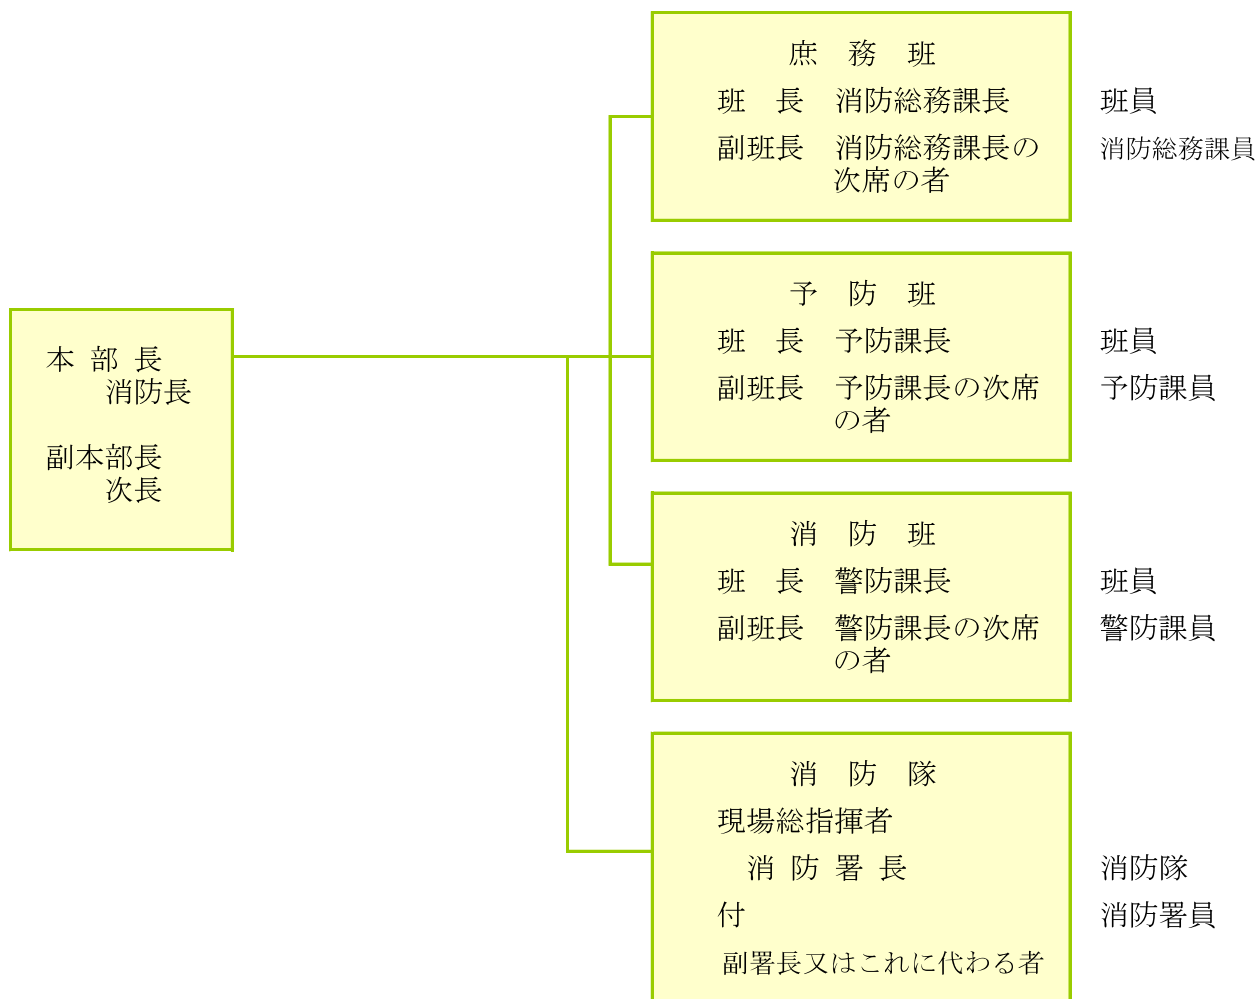 本部長
消防長
副本部長
次長
庶務班
班　長　消防総務課長
副班長　消防総務課長の
次席の者
班員
消防総務課員
予防班
班　長　予防課長
副班長　予防課長の次席
の者
班員
予防課員
消防班
班　長　警防課長
副班長　警防課長の次席
の者
班員
警防課員
消防隊
現場総指揮者
消防署長
付
副署長又はこれに代わる者
消防隊
消防署員